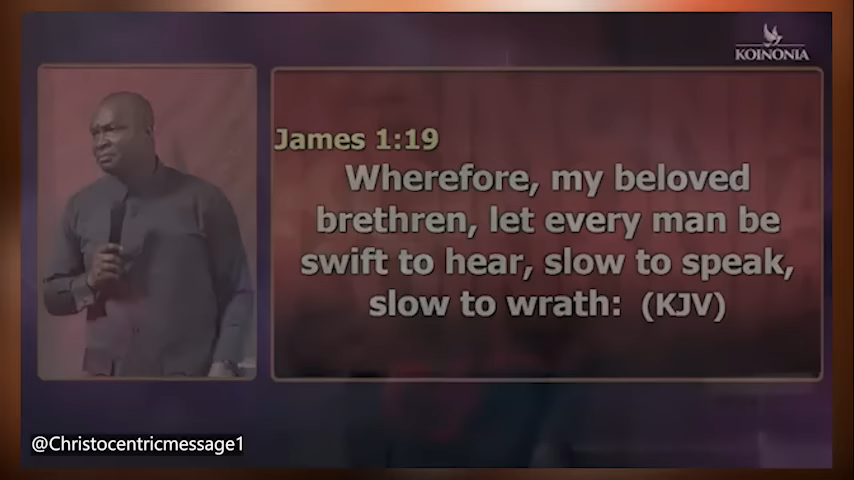 KOINONIA
James 1:19
Wherefore, my beloved
brethren, let every man be
swift to hear, slow to speak,
slow to wrath: (KJV)
@Christocentricmessage1